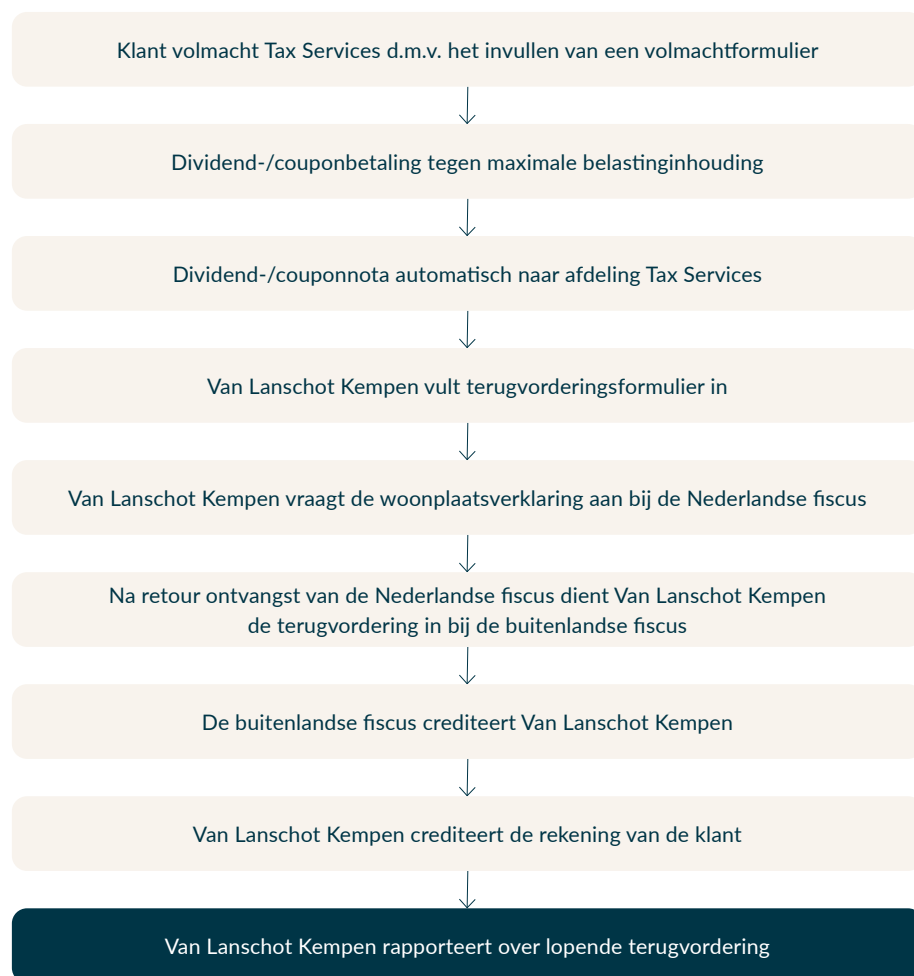 Klant volmacht Tax Services d.m.v. het invullen van een volmachtformulier
Dividend-/couponbetaling tegen maximale belastinginhouding
Dividend-/couponnota automatisch naar afdeling Tax Services
Van Lanschot Kempen vult terugvorderingsformulier in
Van Lanschot Kempen vraagt de woonplaatsverklaring aan bij de Nederlandse fiscus
Na retour ontvangst van de Nederlandse fiscus dient Van Lanschot Kempen
de terugvordering in bij de buitenlandse fiscus
De buitenlandse fiscus crediteert Van Lanschot Kempen
Van Lanschot Kempen crediteert de rekening van de klant
Van Lanschot Kempen rapporteert over lopende terugvordering